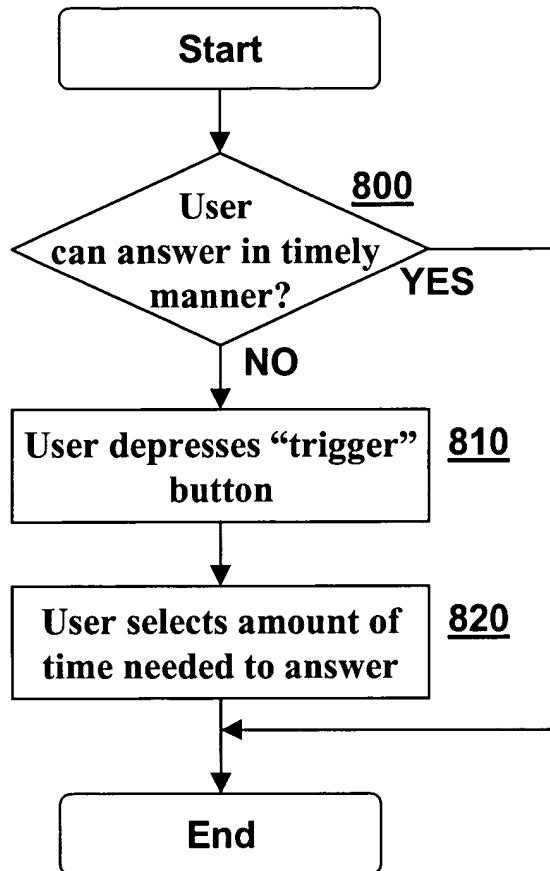 Start
800
User
can answer in timely
manner?
YES
NO
User depresses “trigger”
button
810
User selects amount of
time needed to answer
820
End